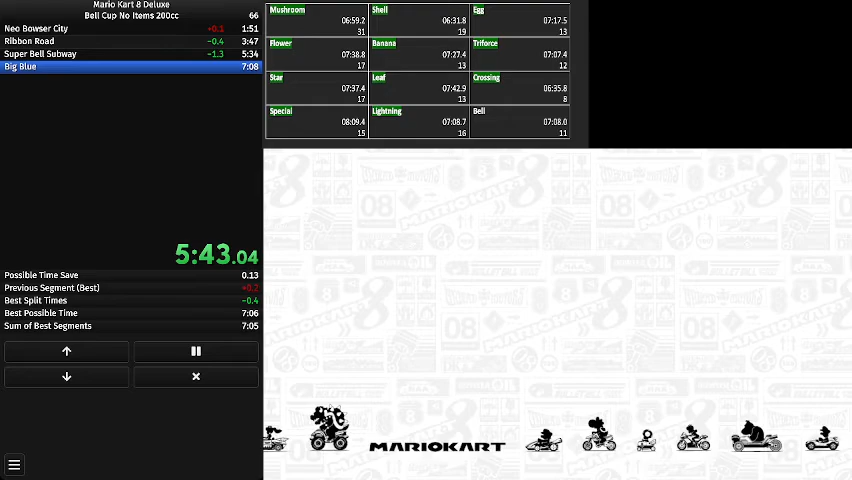 Mario Kart 8 Deluxe
Bell Cup No Items 200cc 66
Neo Bowser City +0.1 1:51
Ribbon Road −0.4 3:47
Super Bell Subway −1.3 5:34
Big Blue 7:08
5:43.04
Possible Time Save 0.13
Previous Segment (Best) +0.2
Best Split Times −0.4
Best Possible Time 7:06
Sum of Best Segments 7:05
Mushroom Shell Egg
06:59.2 06:31.8 07:17.5
31 19 13
Flower Banana Triforce
07:38.8 07:27.4 07:07.4
17 13 12
Star Leaf Crossing
07:37.4 07:42.9 06:35.8
17 13 8
Special Lightning Bell
08:09.4 07:08.7 07:08.0
15 16 11
MARIOKART